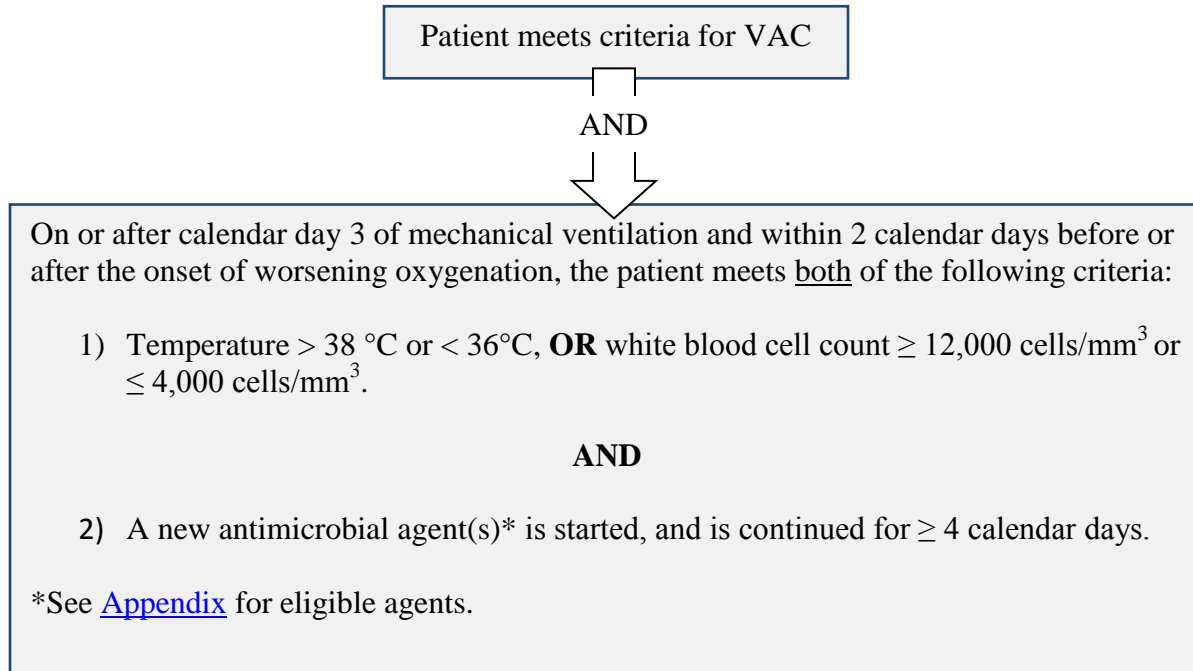 Patient meets criteria for VAC
AND
On or after calendar day 3 of mechanical ventilation and within 2 calendar days before or
after the onset of worsening oxygenation, the patient meets both of the following criteria:
1) Temperature > 38 °C or < 36°C, OR white blood cell count ≥ 12,000 cells/mm³ or
≤ 4,000 cells/mm³.
AND
2) A new antimicrobial agent(s)* is started, and is continued for ≥ 4 calendar days.
*See Appendix for eligible agents.